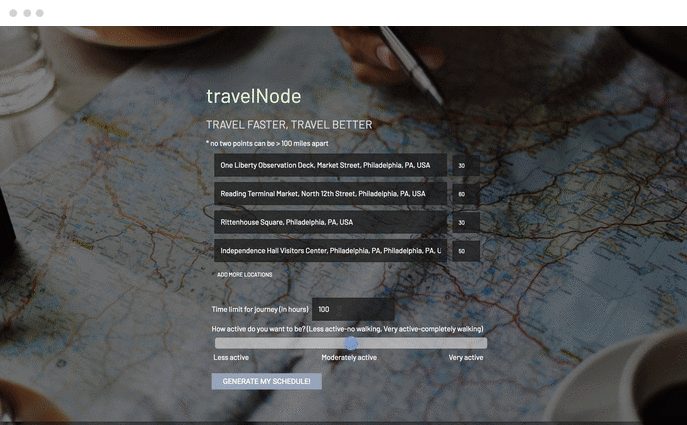 travelNode
TRAVEL FASTER, TRAVEL BETTER
* no two points can be > 100 miles apart
One Liberty Observation Deck, Market Street, Philadelphia, PA, USA 30
Reading Terminal Market, North 12th Street, Philadelphia, PA, USA 60
Rittenhouse Square, Philadelphia, PA, USA 30
Independence Hall Visitors Center, Philadelphia, PA, Philadelphia, PA, U 50
ADD MORE LOCATIONS
Time limit for journey (in hours) 100
How active do you want to be? (Less active-no walking, Very active-completely walking)
Less active Moderately active Very active
GENERATE MY SCHEDULE!